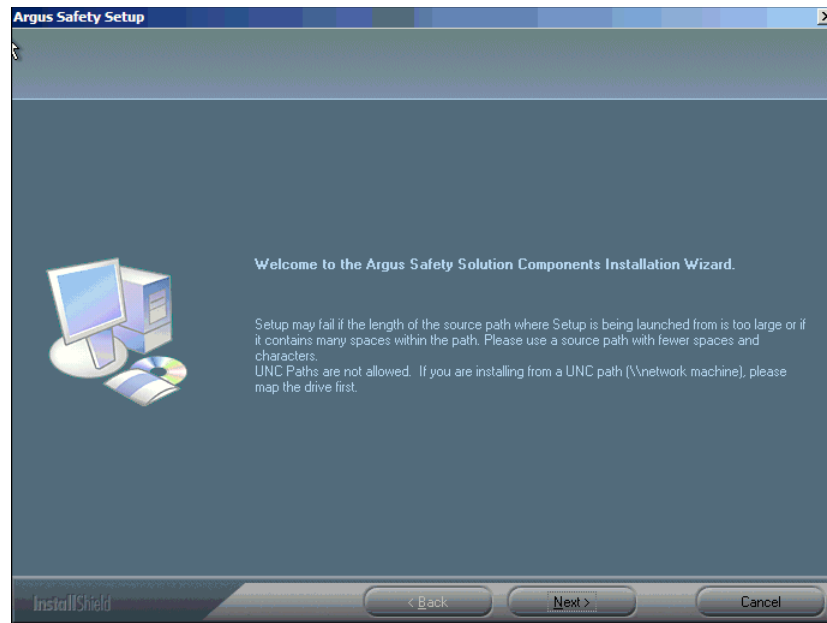 Argus Safety Setup
Welcome to the Argus Safety Solution Components Installation Wizard.
Setup may fail if the length of the source path where Setup is being launched from is too large or if
it contains many spaces within the path. Please use a source path with fewer spaces and
characters.
UNC Paths are not allowed.  If you are installing from a UNC path (\\network machine), please
map the drive first.
InstallShield
< Back
Next >
Cancel